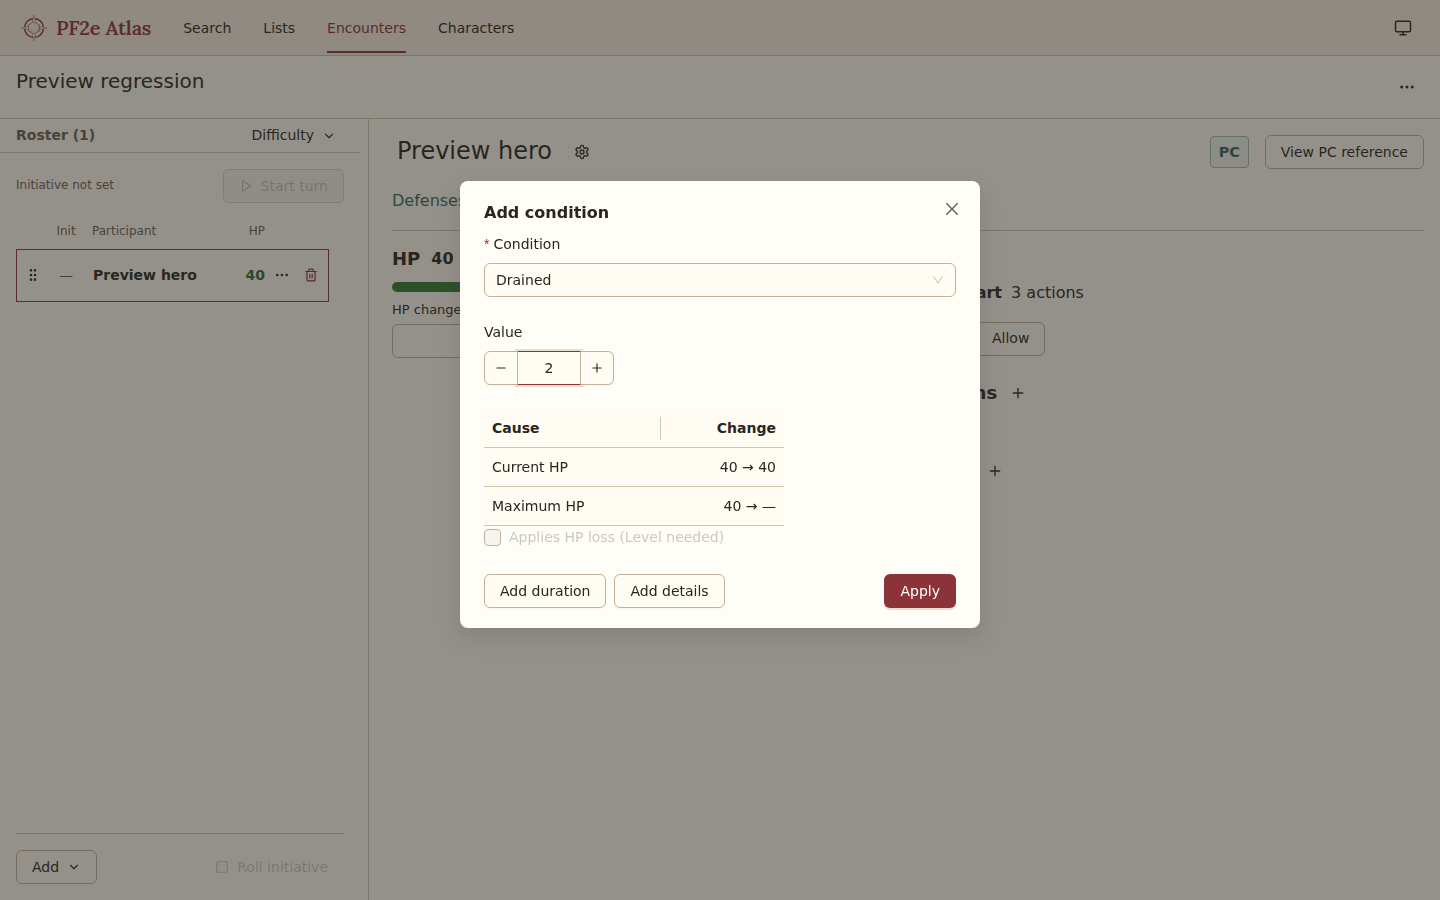 PF2e Atlas
Search
Lists
Encounters
Characters
Preview regression
Roster (1)
Difficulty
Initiative not set
Start turn
Init
Participant
HP
—
Preview hero
40
Preview hero
PC
View PC reference
Defenses
HP 40
HP change
art 3 actions
Allow
ns
Add condition
* Condition
Drained
Value
2
Cause
Change
Current HP
40 → 40
Maximum HP
40 → —
Applies HP loss (Level needed)
Add duration
Add details
Apply
Add
Roll initiative